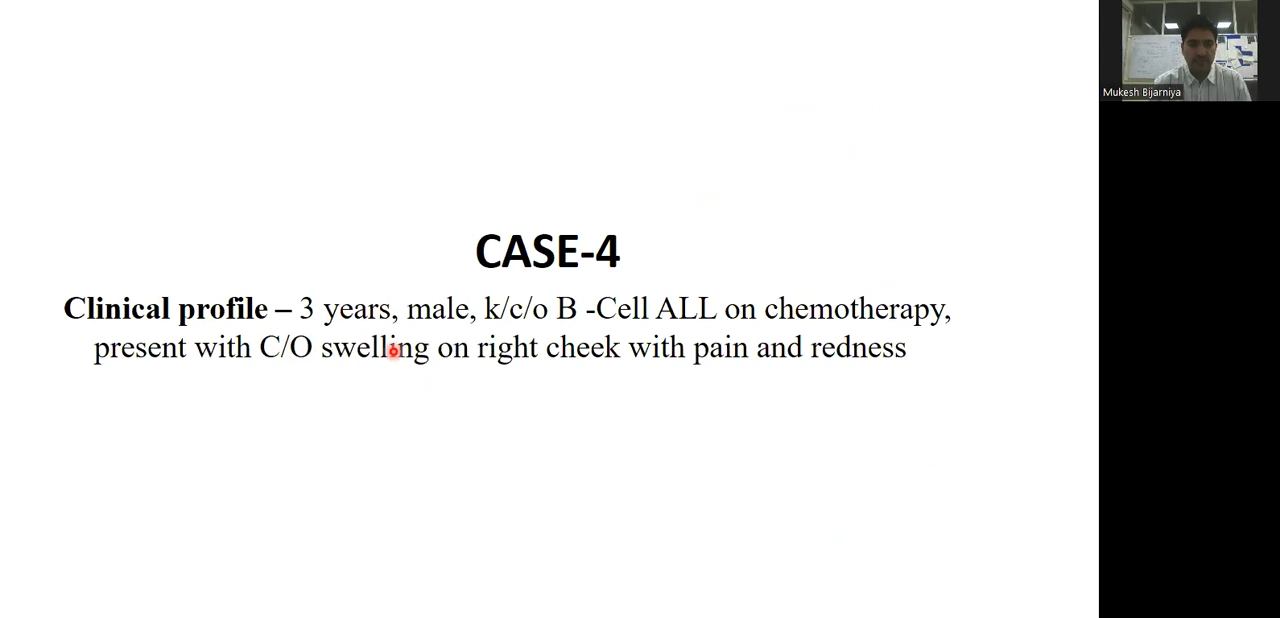 CASE-4
Clinical profile – 3 years, male, k/c/o B -Cell ALL on chemotherapy,
present with C/O swelling on right cheek with pain and redness
Mukesh Bijarniya